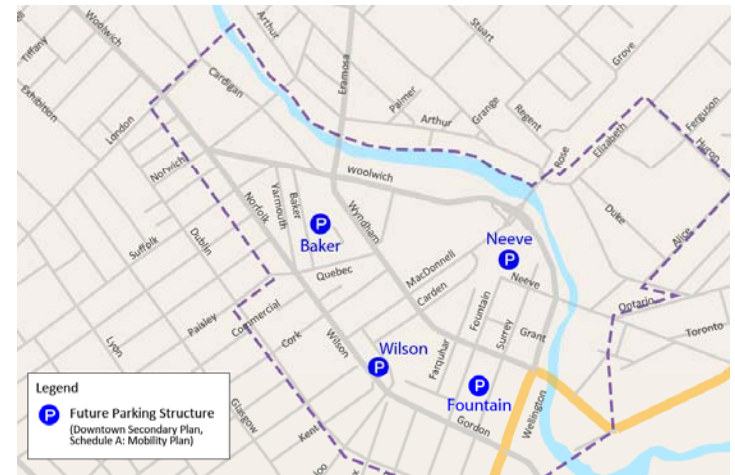 Woolwich
Arthur
Eramosa
Stuart
Grove
Tiffany
Cardigan
Palmer
Grange
Regent
Exhibition
London
Arthur
Rose
Elizabeth
Ferguson
Huron
Norwich
Woolwich
Yarmouth
Baker
Norfolk
Wyndham
Duke
Alice
Suffolk
Dublin
Baker
Neeve
Quebec
MacDonnell
Carden
Neeve
Ontario
Toronto
Lyon
Paisley
Commercial
Cork
Wilson
Wilson
Farquhar
Fountain
Surrey
Grant
Fountain
Wellington
Gordon
Glasgow
Kent
Legend
Future Parking Structure
(Downtown Secondary Plan,
Schedule A: Mobility Plan)
P
P
P
P
P